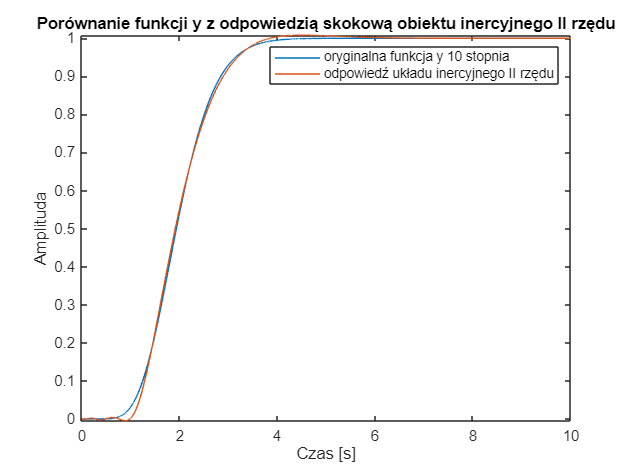 Porównanie funkcji y z odpowiedzią skokową obiektu inercyjnego II rzędu
oryginalna funkcja y 10 stopnia
odpowiedź układu inercyjnego II rzędu
1
0.9
0.8
0.7
0.6
0.5
0.4
0.3
0.2
0.1
0
Amplituda
0 2 4 6 8 10
Czas [s]